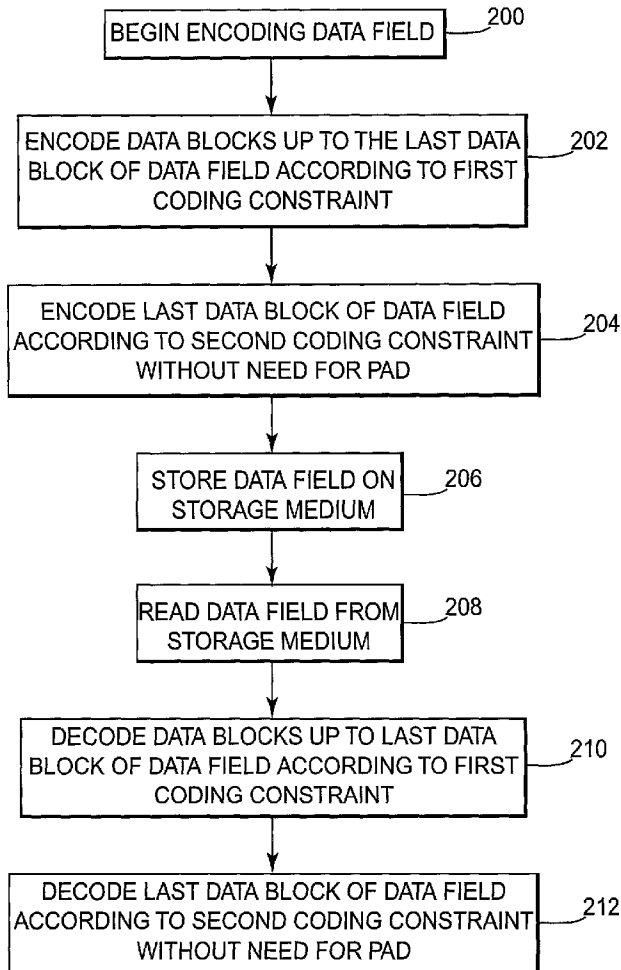 BEGIN ENCODING DATA FIELD
200
ENCODE DATA BLOCKS UP TO THE LAST DATA
BLOCK OF DATA FIELD ACCORDING TO FIRST
CODING CONSTRAINT
202
ENCODE LAST DATA BLOCK OF DATA FIELD
ACCORDING TO SECOND CODING CONSTRAINT
WITHOUT NEED FOR PAD
204
STORE DATA FIELD ON
STORAGE MEDIUM
206
READ DATA FIELD FROM
STORAGE MEDIUM
208
DECODE DATA BLOCKS UP TO LAST DATA
BLOCK OF DATA FIELD ACCORDING TO FIRST
CODING CONSTRAINT
210
DECODE LAST DATA BLOCK OF DATA FIELD
ACCORDING TO SECOND CODING CONSTRAINT
WITHOUT NEED FOR PAD
212